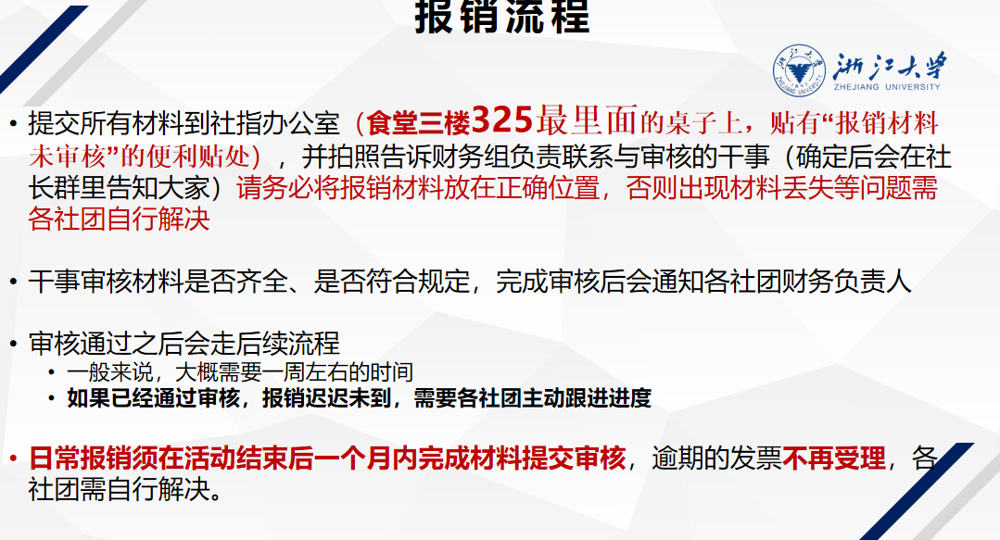 报销流程
浙江大学
ZHEJIANG UNIVERSITY
• 提交所有材料到社指办公室（食堂三楼325最里面的桌子上，贴有“报销材料
未审核”的便利贴处），并拍照告诉财务组负责联系与审核的干事（确定后会在社
长群里告知大家）请务必将报销材料放在正确位置，否则出现材料丢失等问题需
各社团自行解决
• 干事审核材料是否齐全、是否符合规定，完成审核后会通知各社团财务负责人
• 审核通过之后会走后续流程
• 一般来说，大概需要一周左右的时间
• 如果已经通过审核，报销迟迟未到，需要各社团主动跟进进度
• 日常报销须在活动结束后一个月内完成材料提交审核，逾期的发票不再受理，各
社团需自行解决。